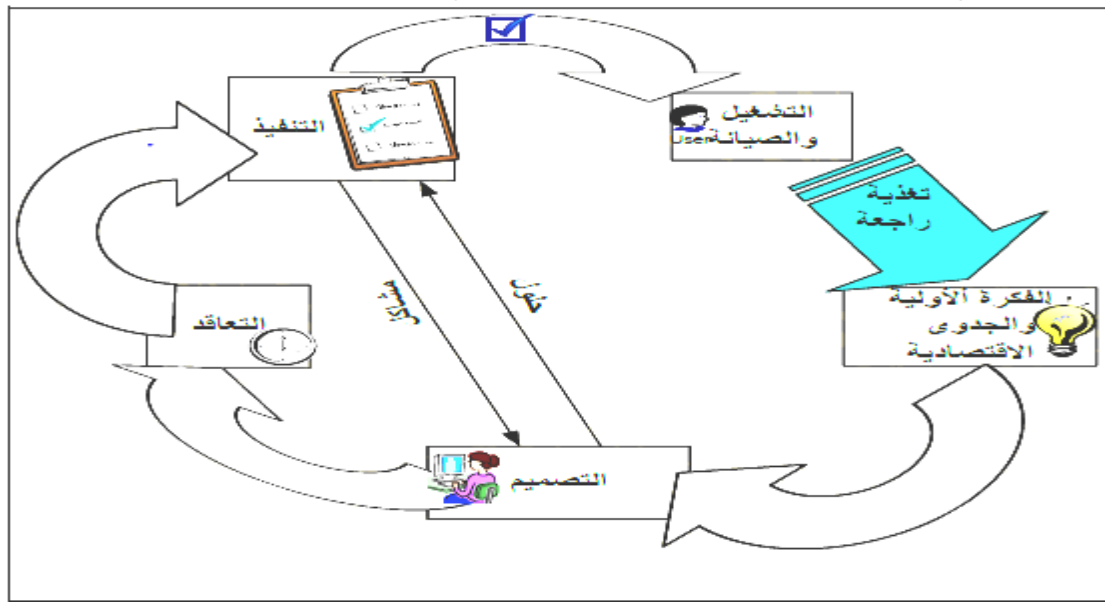 التنفيذ
التشغيل
والصيانة
User
تغذية
راجعة
الفكرة الأولية
والجدوى
الاقتصادية
التعاقد
مشاكل
حلول
التصميم